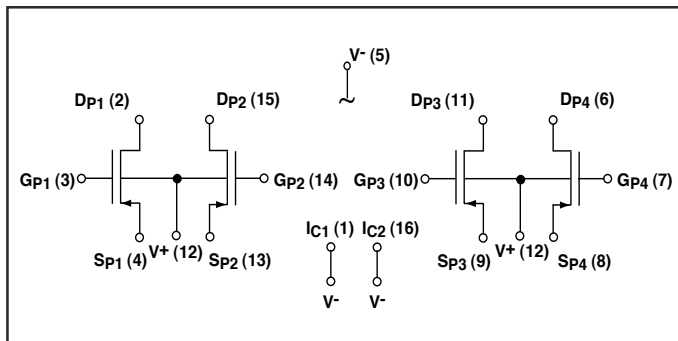 V- (5)
DP1 (2) DP2 (15) DP3 (11) DP4 (6)
~
GP1 (3) GP2 (14) GP3 (10) GP4 (7)
IC1 (1) IC2 (16)
SP1 (4) V+ (12) SP2 (13) SP3 (9) V+ (12) SP4 (8)
V- V-